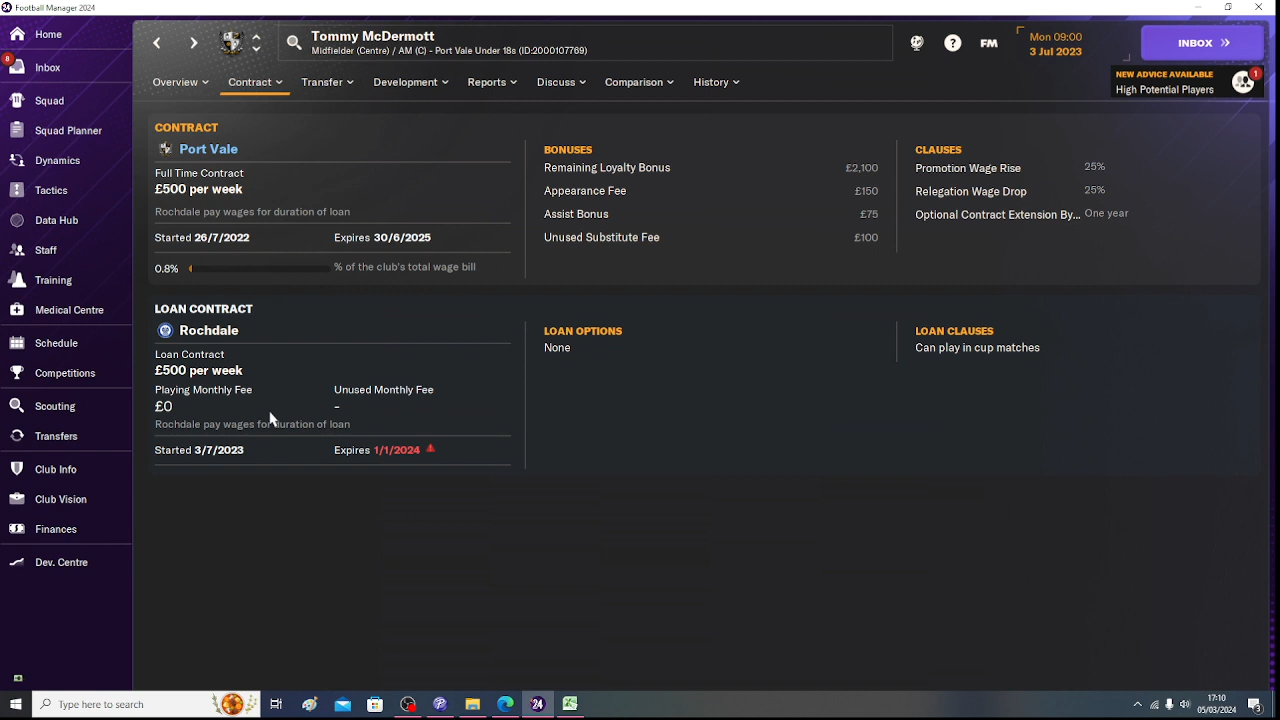 Football Manager 2024
Home
8
Inbox
Squad
Squad Planner
Dynamics
Tactics
Data Hub
Staff
Training
Medical Centre
Schedule
Competitions
Scouting
Transfers
Club Info
Club Vision
Finances
Dev. Centre
Tommy McDermott
Midfielder (Centre) / AM (C) - Port Vale Under 18s (ID:2000107789)
?
FM
Mon 09:00
3 Jul 2023
INBOX
NEW ADVICE AVAILABLE
High Potential Players
1
Overview
Contract
Transfer
Development
Reports
Discuss
Comparison
History
CONTRACT
Port Vale
Full Time Contract
£500 per week
Rochdale pay wages for duration of loan
Started 26/7/2022 Expires 30/6/2025
0.8% % of the club's total wage bill
BONUSES
Remaining Loyalty Bonus £2,100
Appearance Fee £150
Assist Bonus £75
Unused Substitute Fee £100
CLAUSES
Promotion Wage Rise 25%
Relegation Wage Drop 25%
Optional Contract Extension By... One year
LOAN CONTRACT
Rochdale
Loan Contract
£500 per week
Playing Monthly Fee Unused Monthly Fee
£0 -
Rochdale pay wages for duration of loan
Started 3/7/2023 Expires 1/1/2024
LOAN OPTIONS
None
LOAN CLAUSES
Can play in cup matches
Type here to search
24
17:10
05/03/2024
3